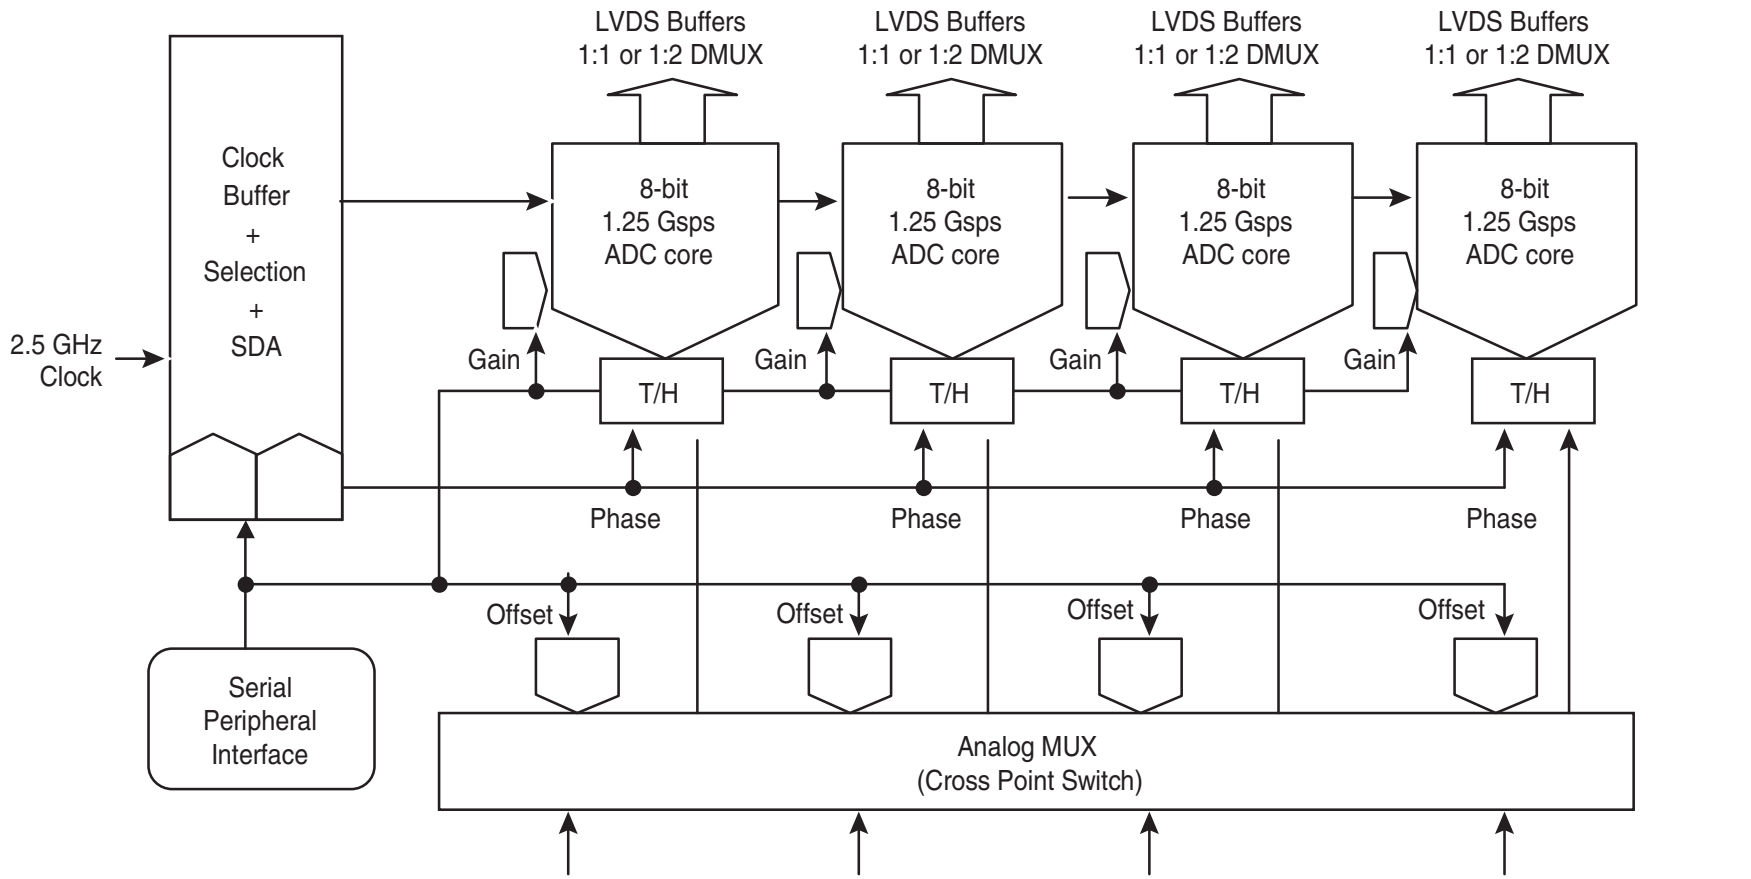 LVDS Buffers
1:1 or 1:2 DMUX
LVDS Buffers
1:1 or 1:2 DMUX
LVDS Buffers
1:1 or 1:2 DMUX
LVDS Buffers
1:1 or 1:2 DMUX
Clock
Buffer
+
Selection
+
SDA
2.5 GHz
Clock
8-bit
1.25 Gsps
ADC core
8-bit
1.25 Gsps
ADC core
8-bit
1.25 Gsps
ADC core
8-bit
1.25 Gsps
ADC core
Gain
Gain
Gain
Gain
T/H
T/H
T/H
T/H
Phase
Phase
Phase
Phase
Offset
Offset
Offset
Offset
Serial
Peripheral
Interface
Analog MUX
(Cross Point Switch)